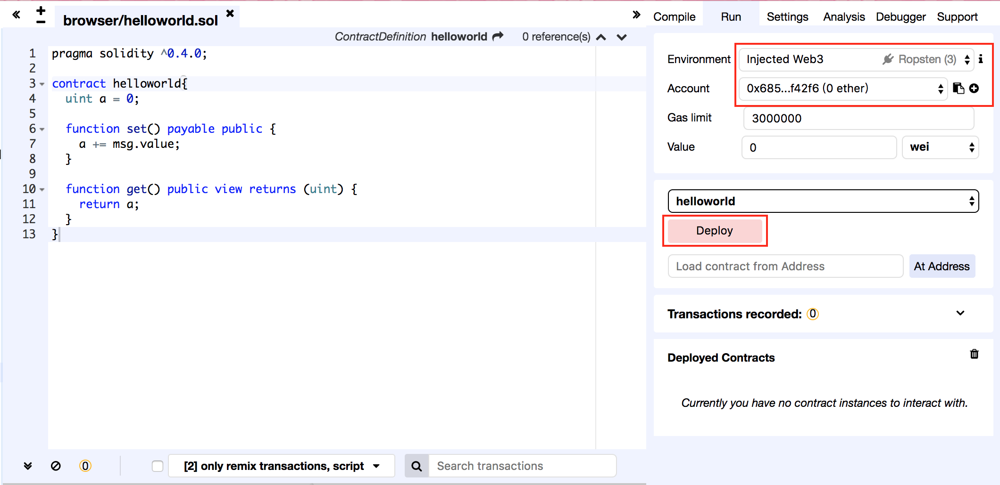 browser/helloworld.sol
Compile Run Settings Analysis Debugger Support
ContractDefinition helloworld 0 reference(s)
1 pragma solidity ^0.4.0;
2
3 contract helloworld{
4 uint a = 0;
5
6 function set() payable public {
7 a += msg.value;
8 }
9
10 function get() public view returns (uint) {
11 return a;
12 }
13 }
Environment Injected Web3 Ropsten (3)
Account 0x685...f42f6 (0 ether)
Gas limit 3000000
Value 0 wei
helloworld
Deploy
Load contract from Address At Address
Transactions recorded: 0
Deployed Contracts
Currently you have no contract instances to interact with.
0 [2] only remix transactions, script Search transactions